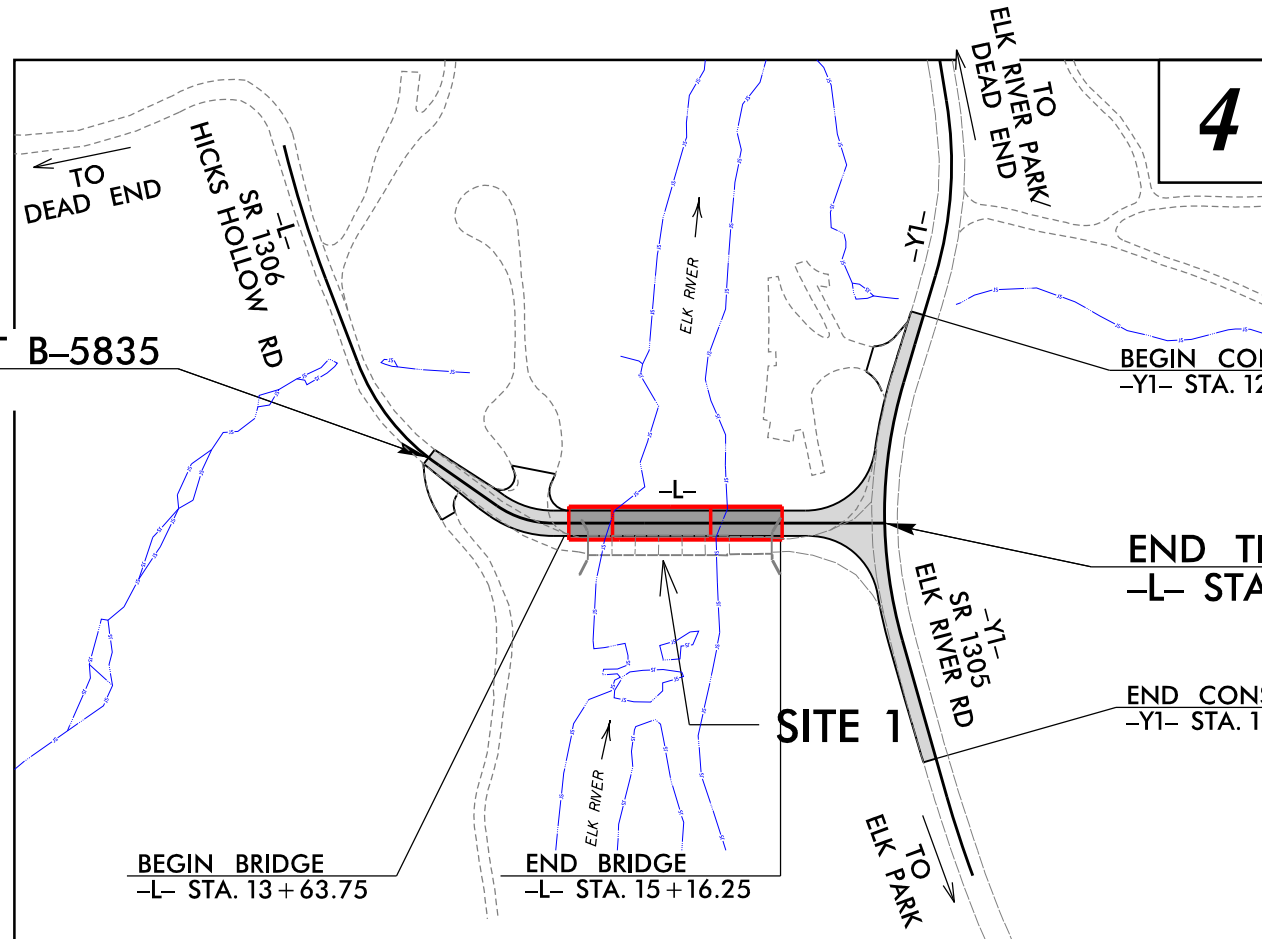 TO
ELK RIVER PARK/
DEAD END
4
TO
DEAD END
-L-
SR 1306
HICKS HOLLOW RD
ELK RIVER
-Y1-
T B-5835
BEGIN CON
-Y1- STA. 12
-L-
END TI
-L- STA
-Y1-
SR 1305
ELK RIVER RD
END CONS
-Y1- STA. 1
SITE 1
ELK RIVER
TO
ELK PARK
BEGIN BRIDGE
-L- STA. 13+63.75
END BRIDGE
-L- STA. 15+16.25